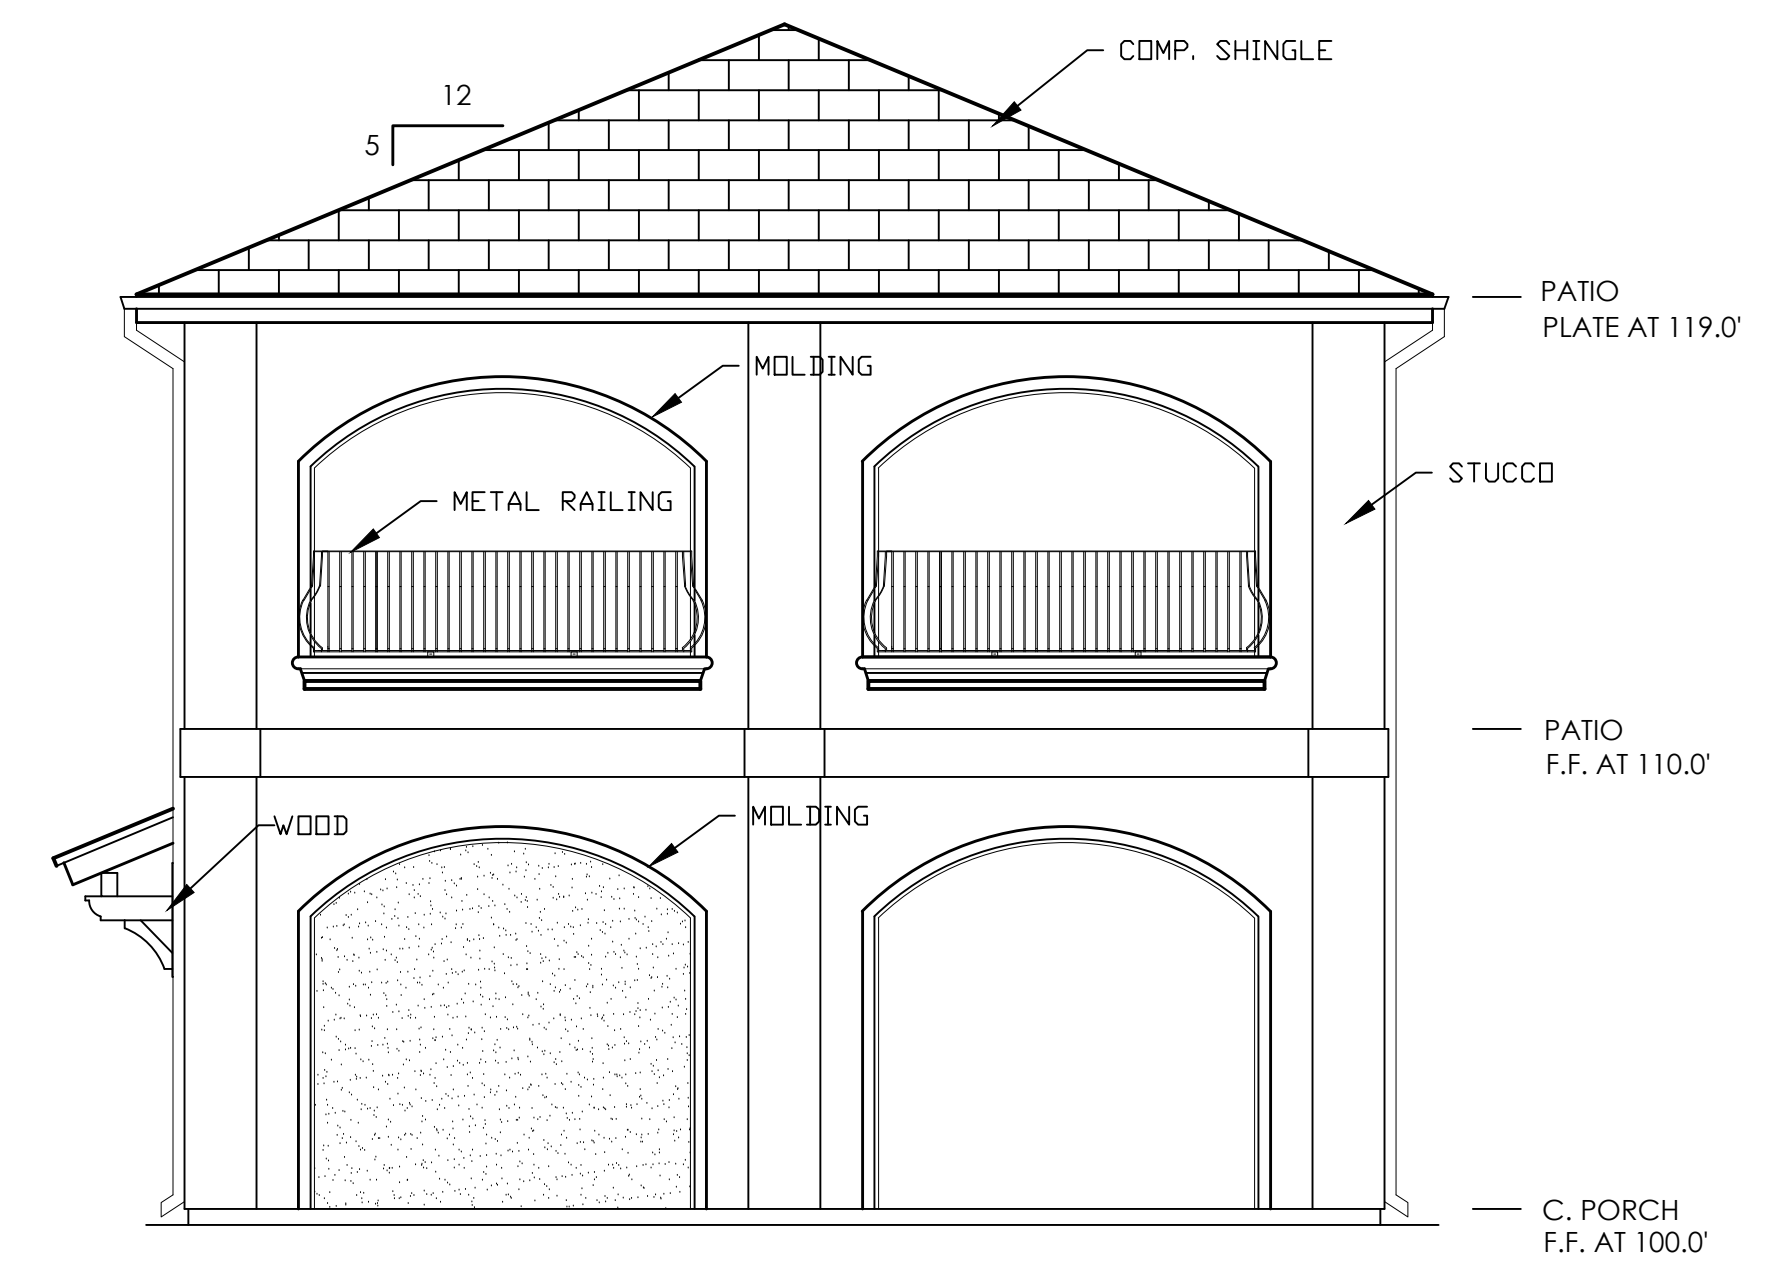 COMP. SHINGLE
12
5
PATIO
PLATE AT 119.0'
MOLDING
STUCCO
METAL RAILING
PATIO
F.F. AT 110.0'
MOLDING
WOOD
C. PORCH
F.F. AT 100.0'